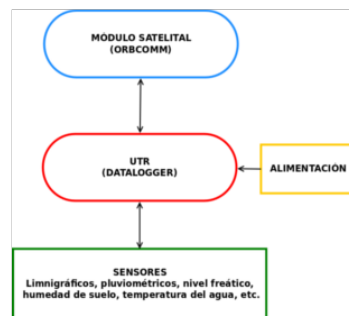 MÓDULO SATELITAL
(ORBCOMM)
UTR
(DATALOGGER)
ALIMENTACIÓN
SENSORES
Limnigráficos, pluviométricos, nivel freático,
humedad de suelo, temperatura del agua, etc.